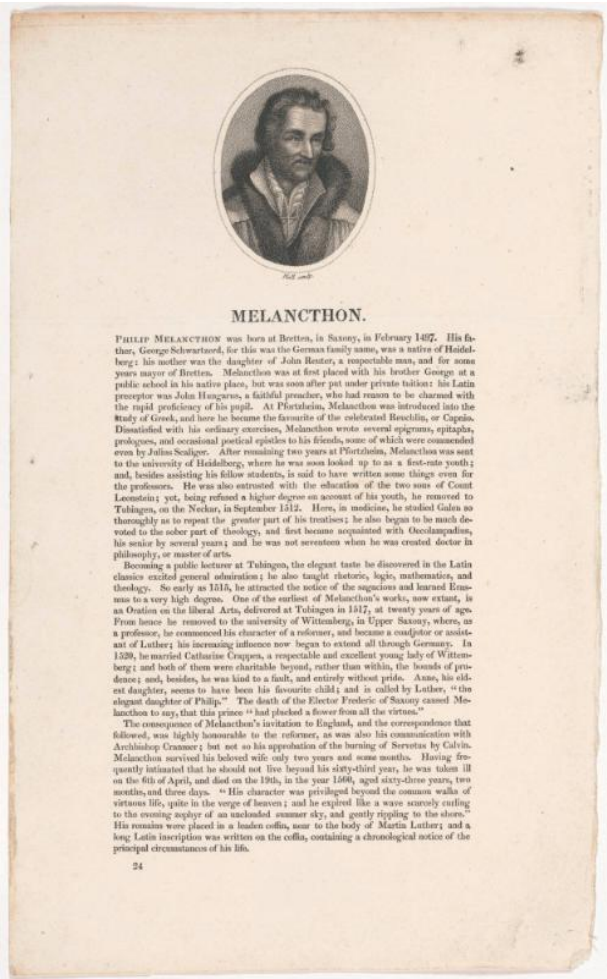 Holl sculp.
MELANCTHON.
PHILIP MELANCTHON was born at Bretten, in Saxony, in February 1497. His fa-
ther, George Schwartserd, for this was the German family name, was a native of Heidel-
berg: his mother was the daughter of John Reuter, a respectable man, and for some
years mayor of Bretten. Melancthon was at first placed with his brother George at a
public school in his native place, but was soon after put under private tuition: his Latin
preceptor was John Hungarus, a faithful preacher, who had reason to be charmed with
the rapid proficiency of his pupil. At Pfortzheim, Melancthon was introduced into the
study of Greek, and here he became the favourite of the celebrated Reuchlin, or Capnio.
Dissatisfied with his ordinary exercises, Melancthon wrote several epigrams, epitaphs,
prologues, and occasional poetical epistles to his friends, some of which were commended
even by Julius Scaliger. After remaining two years at Pfortzheim, Melancthon was sent
to the university of Heidelberg, where he was soon looked up to as a first-rate youth;
and, besides assisting his fellow students, is said to have written some things even for
the professors. He was also entrusted with the education of the two sons of Count
Leonstein; yet, being refused a higher degree on account of his youth, he removed to
Tubingen, on the Neckar, in September 1512. Here, in medicine, he studied Galen so
thoroughly as to repeat the greater part of his treatises; he also began to be much de-
voted to the sober part of theology, and first became acquainted with Oecolampadius,
his senior by several years; and he was not seventeen when he was created doctor in
philosophy, or master of arts.
Becoming a public lecturer at Tubingen, the elegant taste he discovered in the Latin
classics excited general admiration; he also taught rhetoric, logic, mathematics, and
theology. So early as 1515, he attracted the notice of the sagacious and learned Eras-
mus to a very high degree. One of the earliest of Melancthon's works, now extant, is
an Oration on the liberal Arts, delivered at Tubingen in 1517, at twenty years of age.
From hence he removed to the university of Wittemberg, in Upper Saxony, where, as
a professor, he commenced his character of a reformer, and became a coadjutor or assist-
ant of Luther; his increasing influence now began to extend all through Germany. In
1520, he married Catharine Crappen, a respectable and excellent young lady of Wittem-
berg; and both of them were charitable beyond, rather than within, the bounds of pru-
dence; and, besides, he was kind to a fault, and entirely without pride. Anne, his eld-
est daughter, seems to have been his favourite child; and is called by Luther, "the
elegant daughter of Philip." The death of the Elector Frederic of Saxony caused Me-
lancthon to say, that this prince "had plucked a flower from all the virtues."
The consequence of Melancthon's invitation to England, and the correspondence that
followed, was highly honourable to the reformer, as was also his communication with
Archbishop Cranmer; but not so his approbation of the burning of Servetus by Calvin.
Melancthon survived his beloved wife only two years and some months. Having fre-
quently intimated that he should not live beyond his sixty-third year, he was taken ill
on the 6th of April, and died on the 19th, in the year 1560, aged sixty-three years, two
months, and three days. "His character was privileged beyond the common walks of
virtuous life, quite in the verge of heaven; and he expired like a wave scarcely curling
to the evening zephyr of an unclouded summer sky, and gently rippling to the shore."
His remains were placed in a leaden coffin, near to the body of Martin Luther; and a
long Latin inscription was written on the coffin, containing a chronological notice of the
principal circumstances of his life.
24